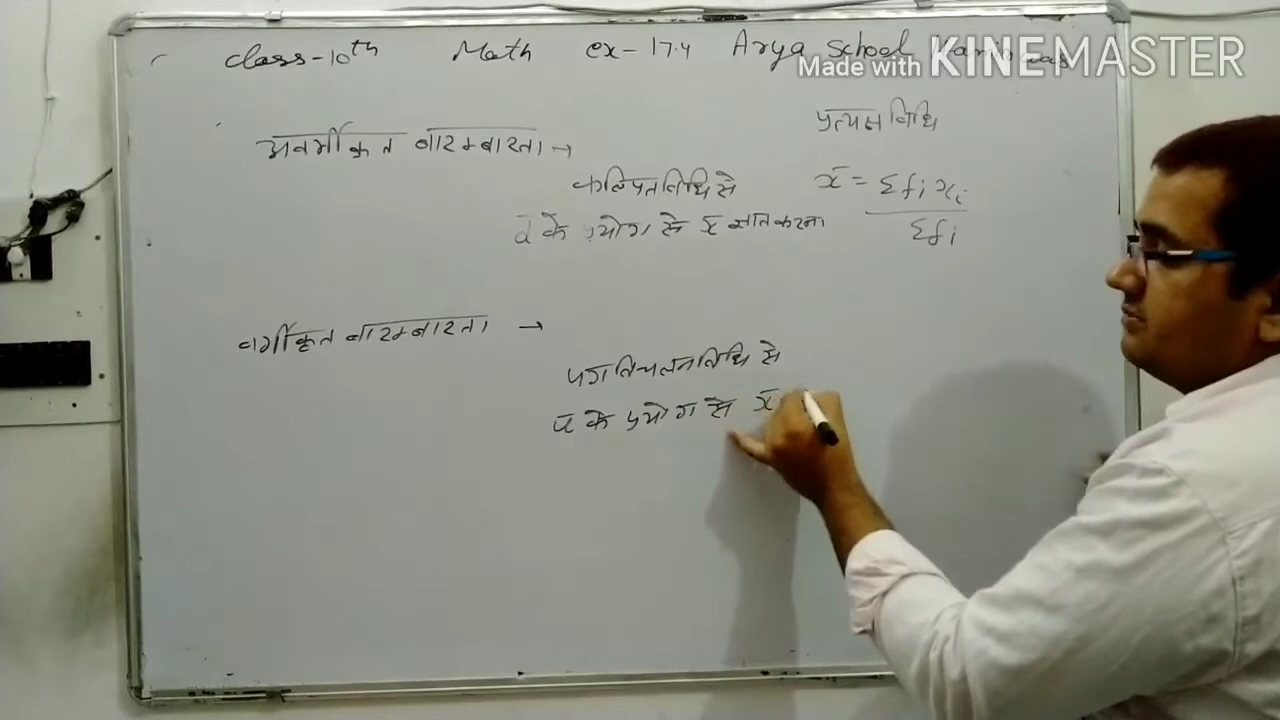 class-10th Math ex-17.4 Arya School
Made with KINEMASTER
प्रत्यक्ष विधि
अवर्गीकृत बारम्बारता →
कल्पित विधि से
x̄ = Σfixi / Σfi
d̄ के प्रयोग से x̄ ज्ञात करना
वर्गीकृत बारम्बारता →
पग विचलन विधि से
ū के प्रयोग से x̄